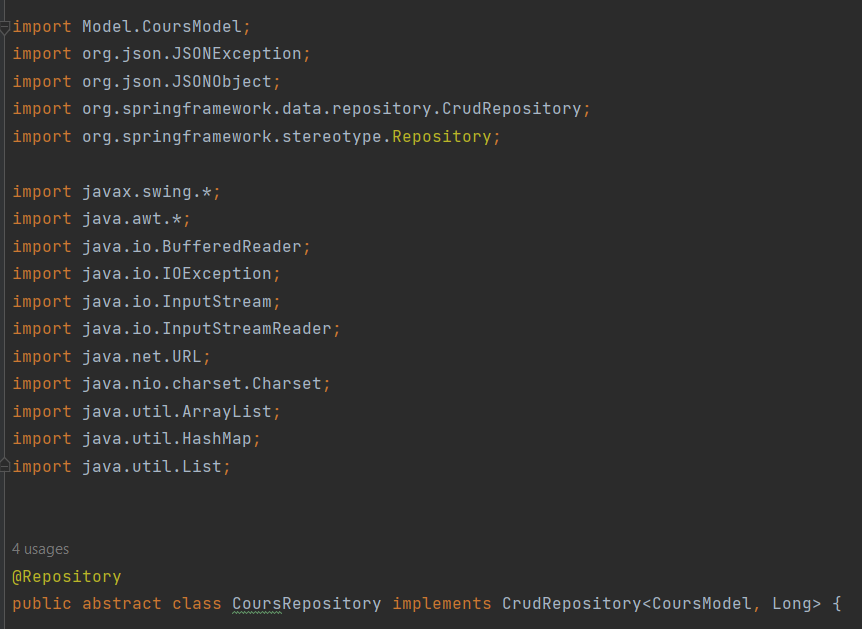 import Model.CoursModel;
import org.json.JSONException;
import org.json.JSONObject;
import org.springframework.data.repository.CrudRepository;
import org.springframework.stereotype.Repository;
import javax.swing.*;
import java.awt.*;
import java.io.BufferedReader;
import java.io.IOException;
import java.io.InputStream;
import java.io.InputStreamReader;
import java.net.URL;
import java.nio.charset.Charset;
import java.util.ArrayList;
import java.util.HashMap;
import java.util.List;
4 usages
@Repository
public abstract class CoursRepository implements CrudRepository<CoursModel, Long> {